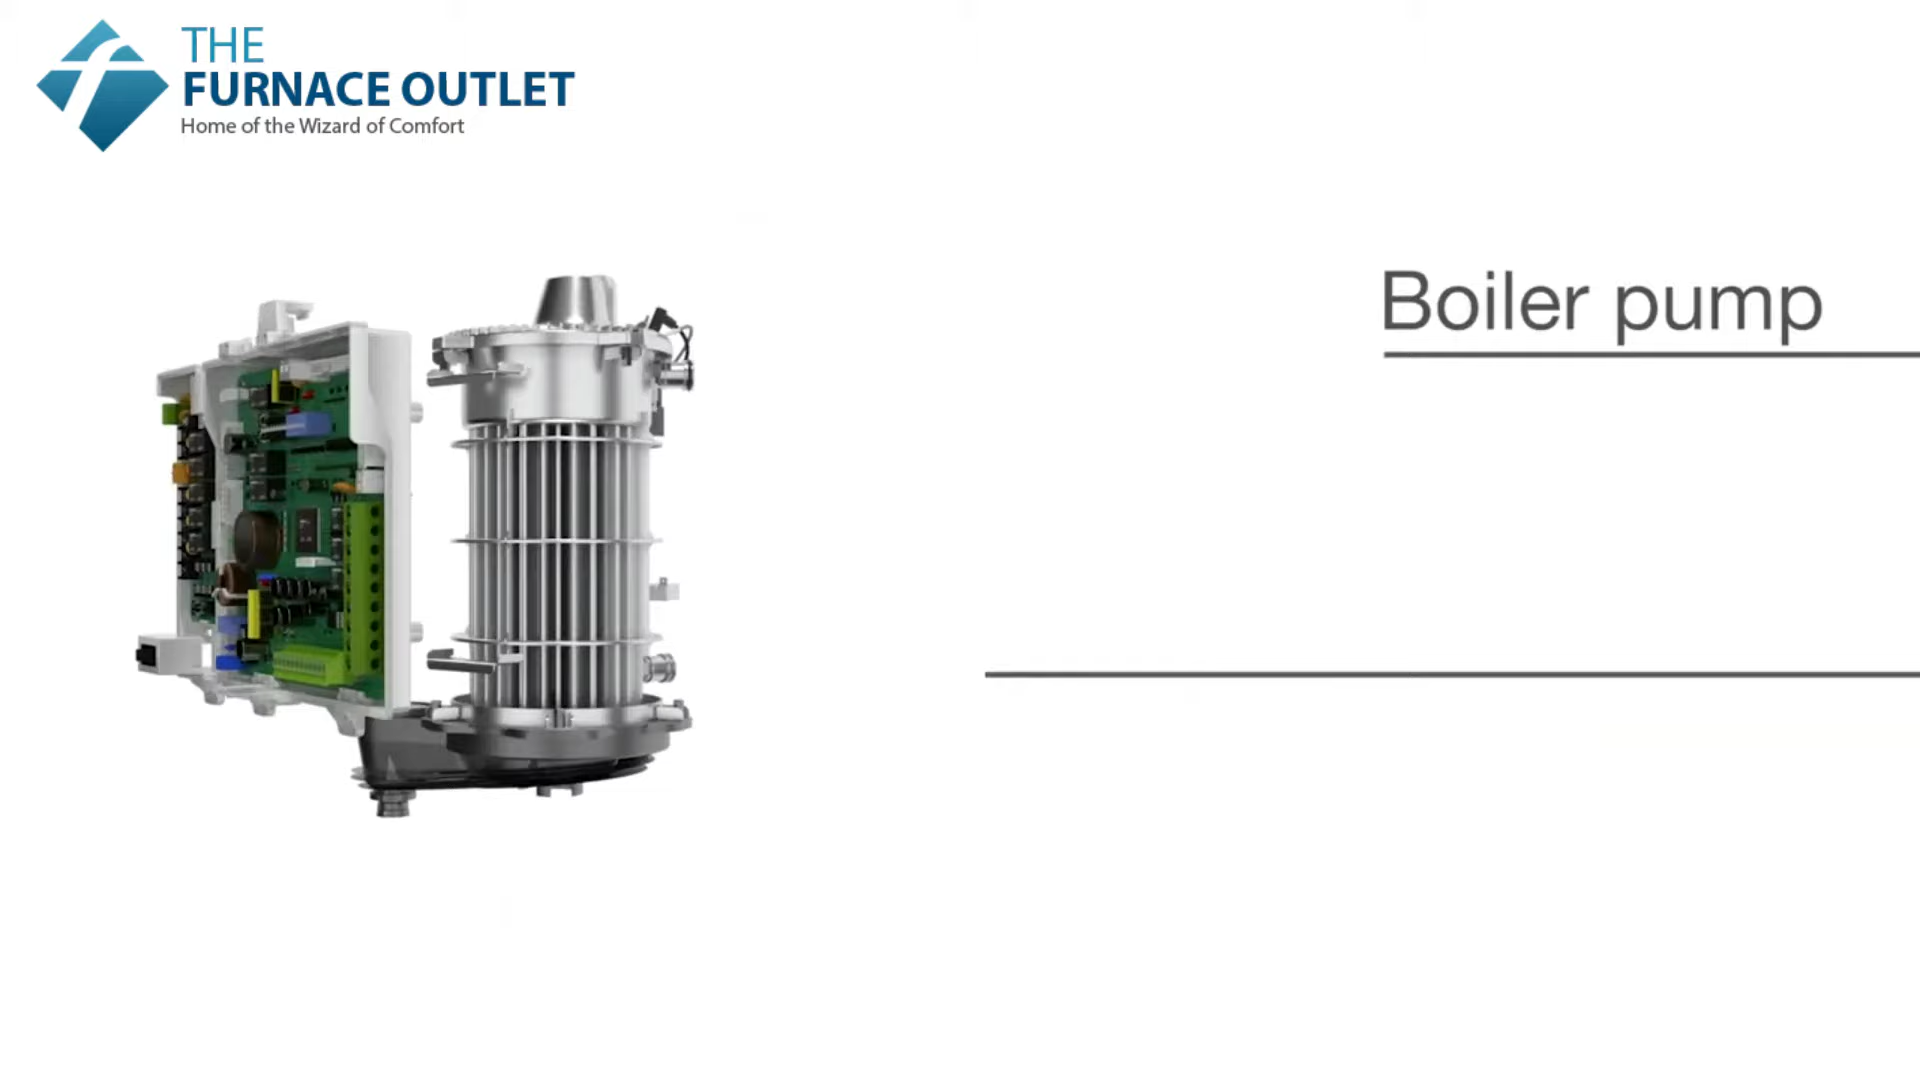 THE
FURNACE OUTLET
Home of the Wizard of Comfort
Boiler pump